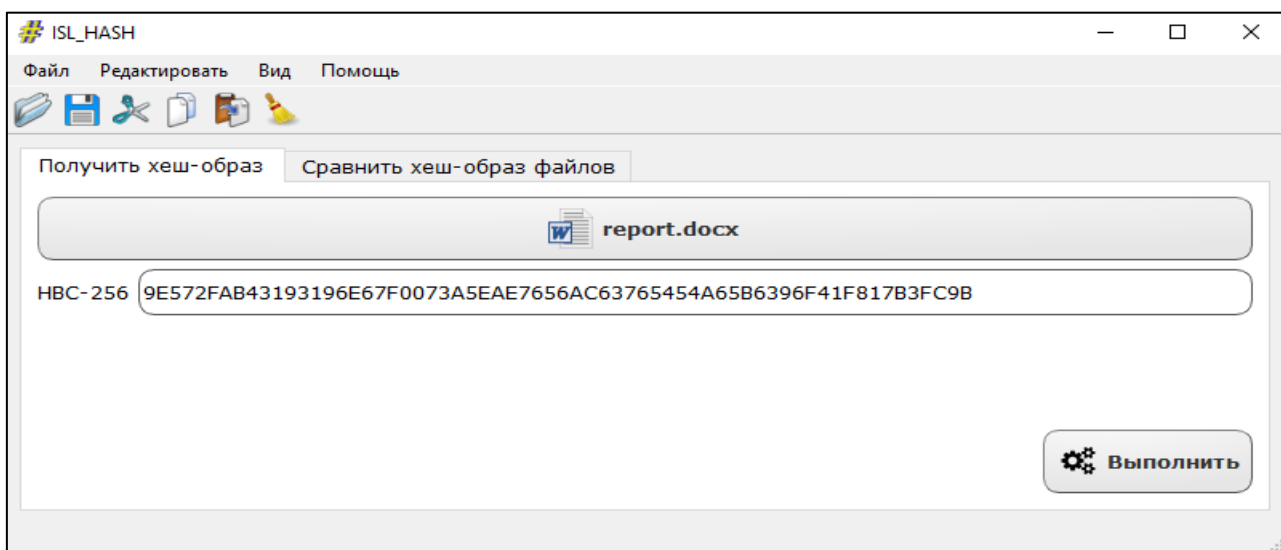 ISL_HASH
Файл Редактировать Вид Помощь
Получить хеш-образ Сравнить хеш-образ файлов
report.docx
HBC-256 9E572FAB43193196E67F0073A5EAE7656AC63765454A65B6396F41F817B3FC9B
Выполнить